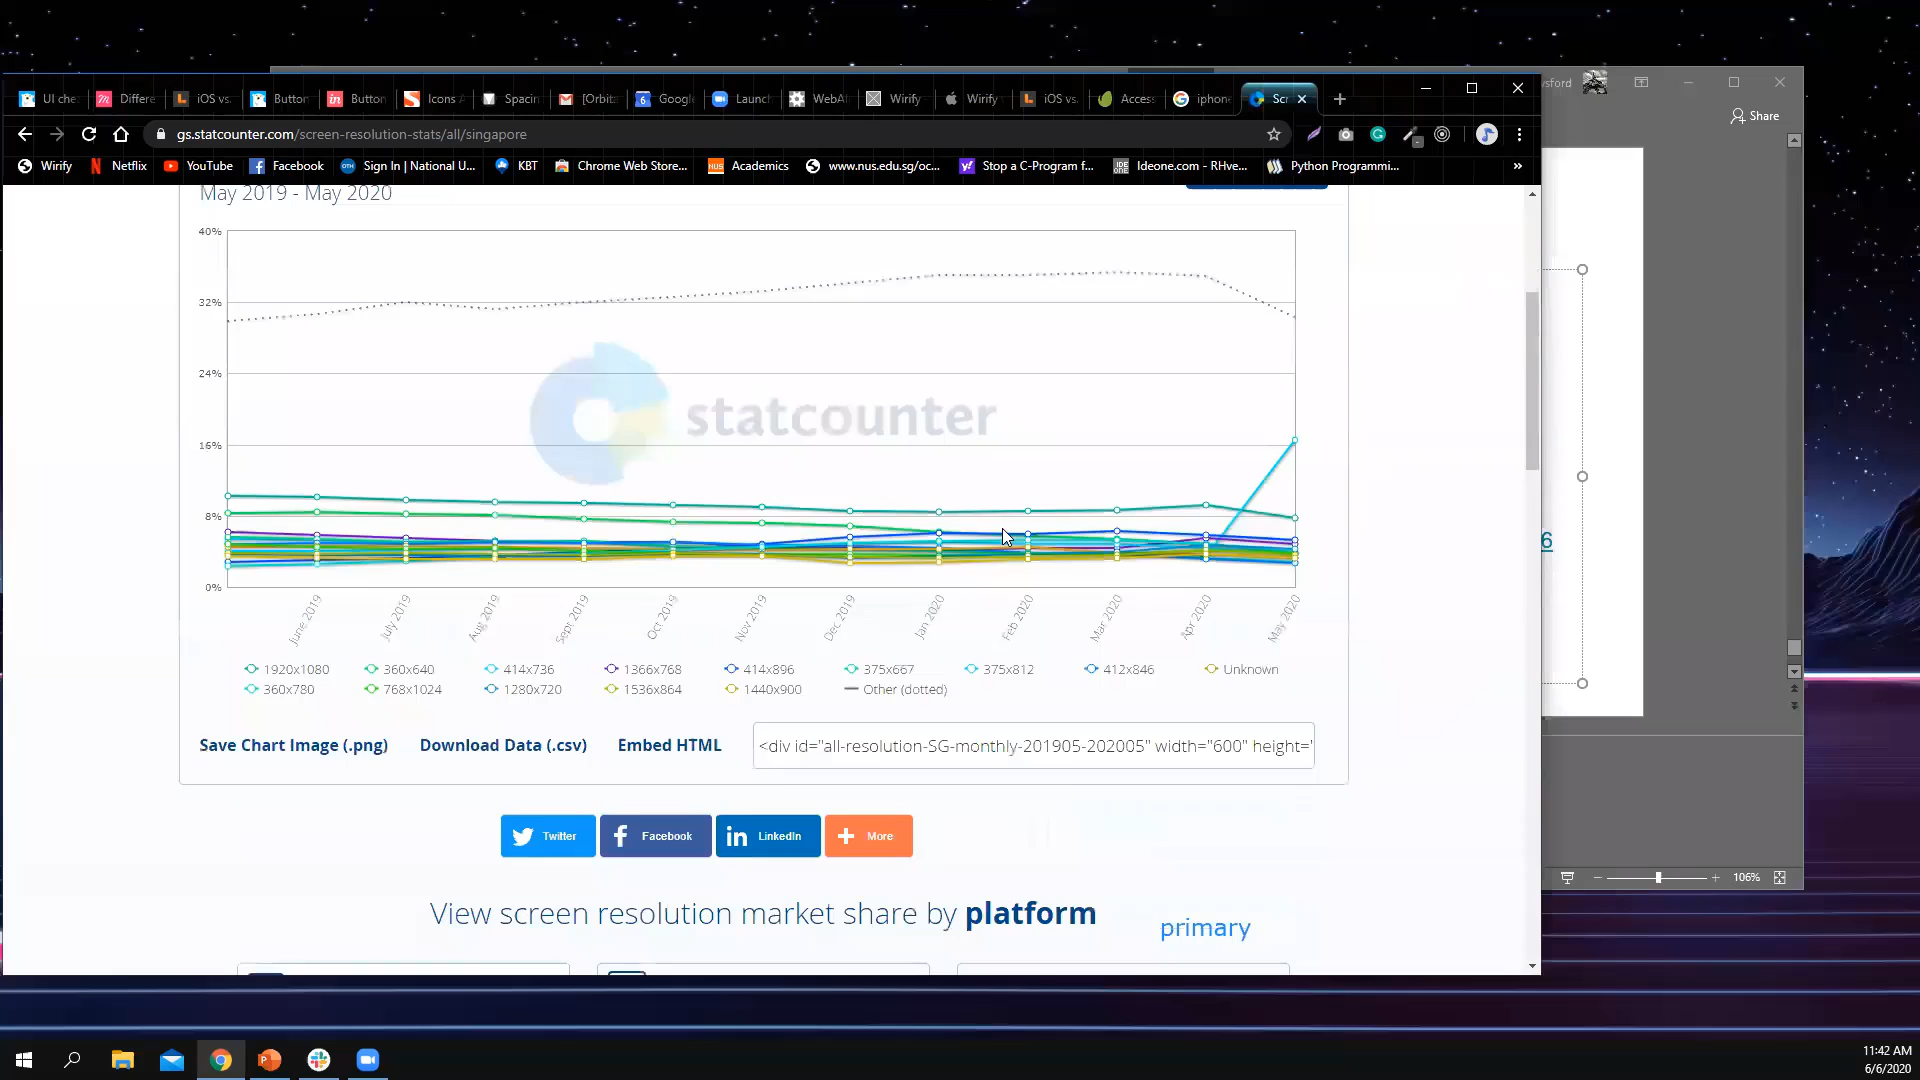 UI che
Differe
iOS vs.
Button
Button
Icons
Spacin
[Orbit
Googl
Launch
WebA
Wirify
Wirify
iOS vs.
Access
iphon
Scr
gs.statcounter.com/screen-resolution-stats/all/singapore
Wirify
Netflix
YouTube
Facebook
Sign In | National U...
KBT
Chrome Web Store...
Academics
www.nus.edu.sg/oc...
Stop a C-Program f...
Ideone.com - RHve...
Python Programmi...
»
sford
Share
May 2019 - May 2020
40%
32%
24%
16%
8%
0%
statcounter
June 2019
July 2019
Aug 2019
Sept 2019
Oct 2019
Nov 2019
Dec 2019
Jan 2020
Feb 2020
Mar 2020
Apr 2020
May 2020
1920x1080 360x640 414x736 1366x768 414x896 375x667 375x812 412x846 Unknown
360x780 768x1024 1280x720 1536x864 1440x900 Other (dotted)
Save Chart Image (.png) Download Data (.csv) Embed HTML
<div id="all-resolution-SG-monthly-201905-202005" width="600" height="
Twitter
Facebook
LinkedIn
More
View screen resolution market share by platform
primary
6
106%
11:42 AM
6/6/2020